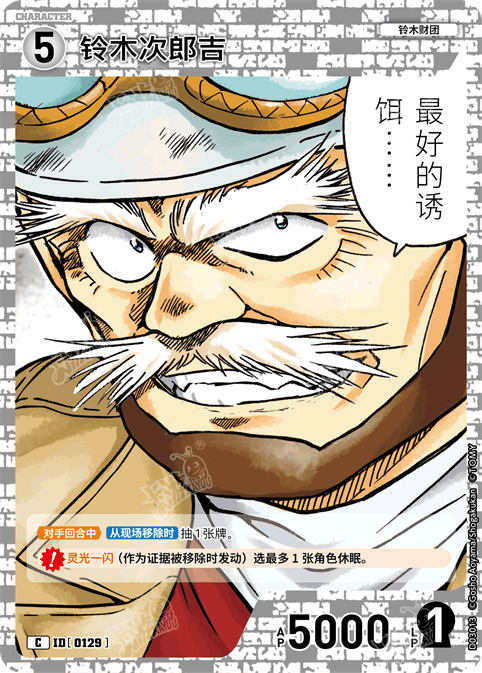 CHARACTER
5
铃木次郎吉
铃木财团
最好的诱
饵……
对手回合中 从现场移除时 抽1张牌。
灵光一闪 (作为证据被移除时发动) 选最多1张角色休眠。
C ID[0129]
AP 5000
LP 1
D03013 ©Gosho Aoyama/Shogakukan ©TOMY